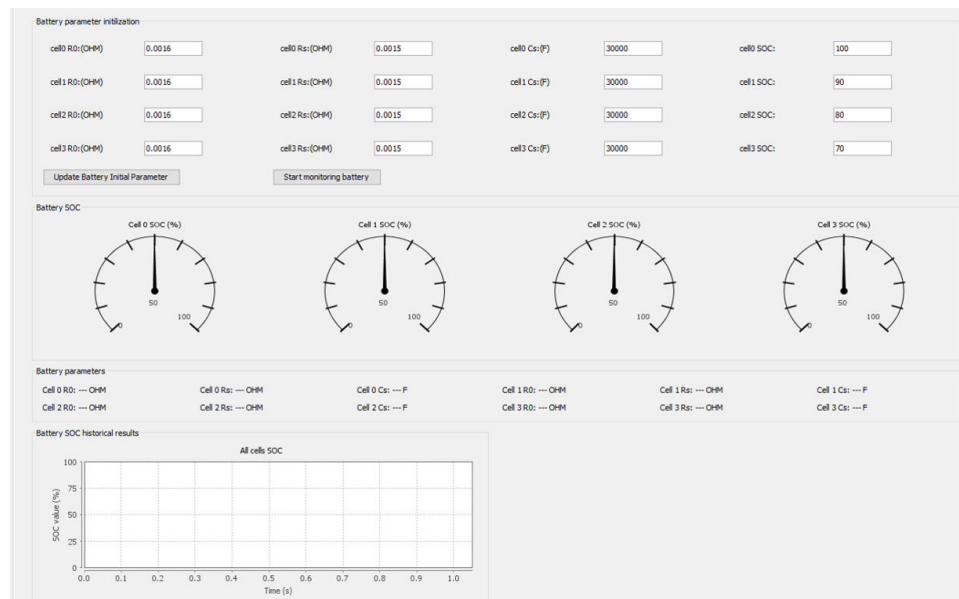 Battery parameter initilization
cell0 R0:(OHM) 0.0016 cell0 Rs:(OHM) 0.0015 cell0 Cs:(F) 30000 cell0 SOC: 100
cell1 R0:(OHM) 0.0016 cell1 Rs:(OHM) 0.0015 cell1 Cs:(F) 30000 cell1 SOC: 90
cell2 R0:(OHM) 0.0016 cell2 Rs:(OHM) 0.0015 cell2 Cs:(F) 30000 cell2 SOC: 80
cell3 R0:(OHM) 0.0016 cell3 Rs:(OHM) 0.0015 cell3 Cs:(F) 30000 cell3 SOC: 70
Update Battery Initial Parameter Start monitoring battery
Battery SOC
Cell 0 SOC (%) Cell 1 SOC (%) Cell 2 SOC (%) Cell 3 SOC (%)
50 50 50 50
0 100 0 100 0 100 0 100
Battery parameters
Cell 0 R0: --- OHM Cell 0 Rs: --- OHM Cell 0 Cs: --- F Cell 1 R0: --- OHM Cell 1 Rs: --- OHM Cell 1 Cs: --- F
Cell 2 R0: --- OHM Cell 2 Rs: --- OHM Cell 2 Cs: --- F Cell 3 R0: --- OHM Cell 3 Rs: --- OHM Cell 3 Cs: --- F
Battery SOC historical results
All cells SOC
SOC value (%)
100
75
50
25
0
0.0 0.1 0.2 0.3 0.4 0.5 0.6 0.7 0.8 0.9 1.0
Time (s)